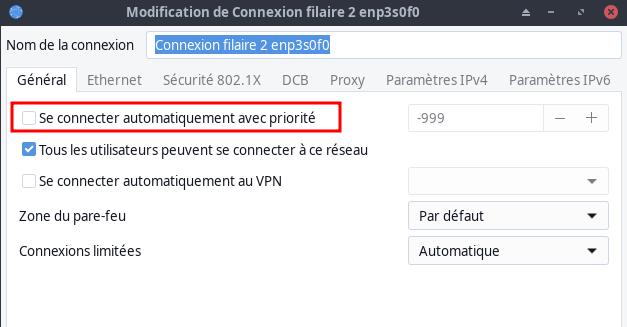 Modification de Connexion filaire 2 enp3s0f0
Nom de la connexion Connexion filaire 2 enp3s0f0
Général Ethernet Sécurité 802.1X DCB Proxy Paramètres IPv4 Paramètres IPv6
Se connecter automatiquement avec priorité -999 − +
Tous les utilisateurs peuvent se connecter à ce réseau
Se connecter automatiquement au VPN
Zone du pare-feu Par défaut
Connexions limitées Automatique